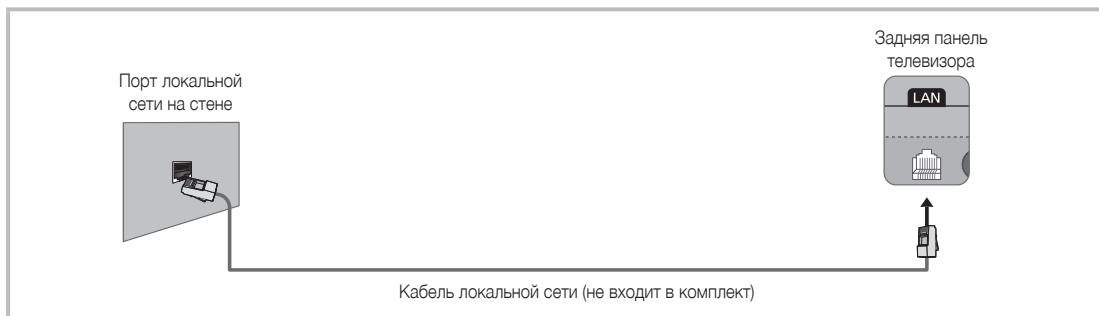 Порт локальной
сети на стене
Задняя панель
телевизора
LAN
Кабель локальной сети (не входит в комплект)